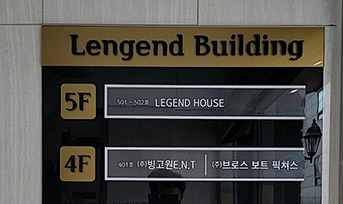 Lengend Building
5F 501 - 502호 LEGEND HOUSE
4F 401호 (주)빙고원E.N.T (주)브로스 보트 픽쳐스